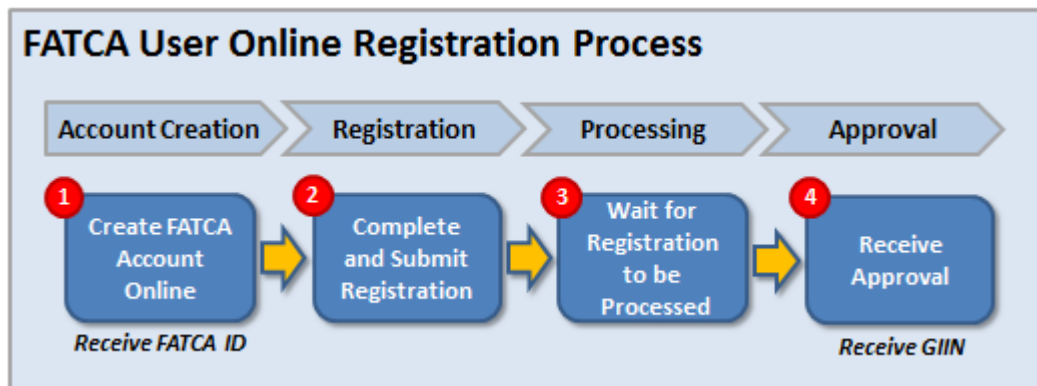 FATCA User Online Registration Process
Account Creation
Registration
Processing
Approval
1
Create FATCA
Account
Online
Receive FATCA ID
2
Complete
and Submit
Registration
3
Wait for
Registration
to be
Processed
4
Receive
Approval
Receive GIIN